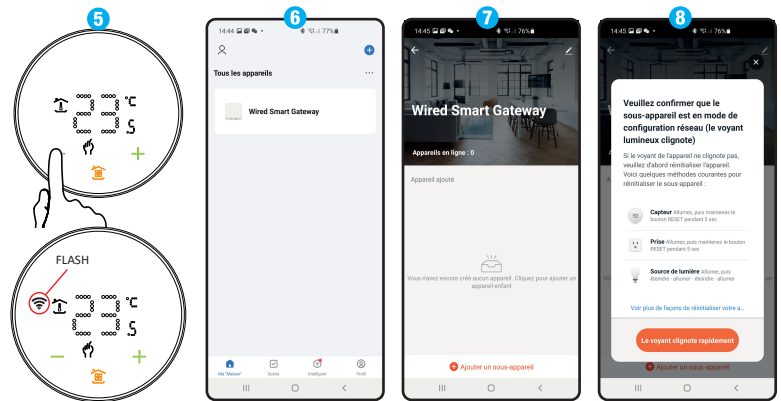 5
23
°C
.5
−
+
FLASH
23
°C
.5
−
+
6
14:44
77%
Tous les appareils
...
Wired Smart Gateway
Ma "Maison"
Scène
Intelligent
Profil
7
14:45
76%
Wired Smart Gateway
Appareils en ligne : 0
Appareil ajouté
Vous n'avez encore créé aucun appareil. Cliquez pour ajouter un
appareil enfant
Ajouter un sous-appareil
8
14:45
76%
Veuillez confirmer que le
sous-appareil est en mode de
configuration réseau (le voyant
lumineux clignote)
Si le voyant de l'appareil ne clignote pas,
veuillez d'abord réinitialiser l'appareil.
Voici quelques méthodes courantes pour
réinitialiser le sous-appareil :
Capteur Allumez, puis maintenez le
bouton RESET pendant 5 sec
Prise Allumez, puis maintenez le bouton
RESET pendant 5 sec
Source de lumière Allumer, puis
éteindre - allumer - éteindre - allumer
Voir plus de façons de réinitialiser votre a...
Le voyant clignote rapidement
Ajouter un sous-appareil